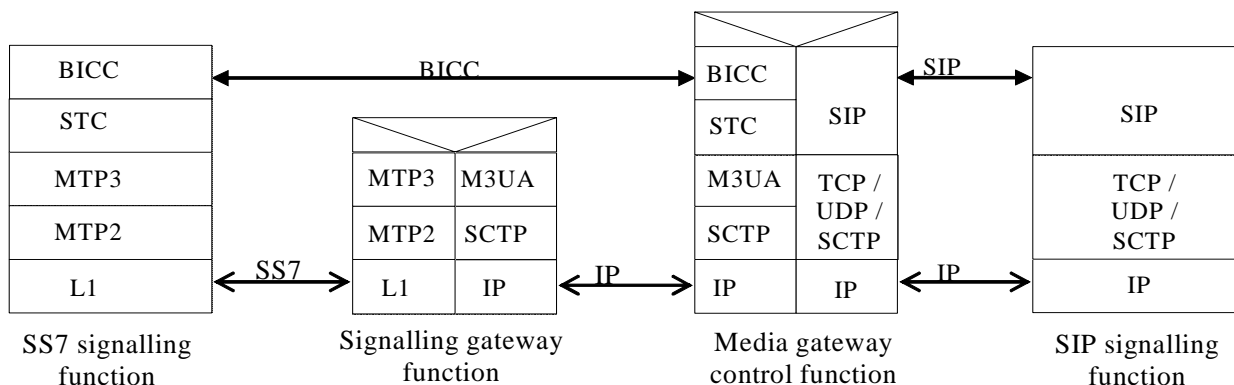 BICC
STC
MTP3
MTP2
L1
SS7 signalling
function
BICC
SS7
MTP3
M3UA
MTP2
SCTP
L1
IP
Signalling gateway
function
IP
BICC
STC
M3UA
SCTP
IP
SIP
TCP /
UDP /
SCTP
IP
Media gateway
control function
SIP
IP
SIP
TCP /
UDP /
SCTP
IP
SIP signalling
function